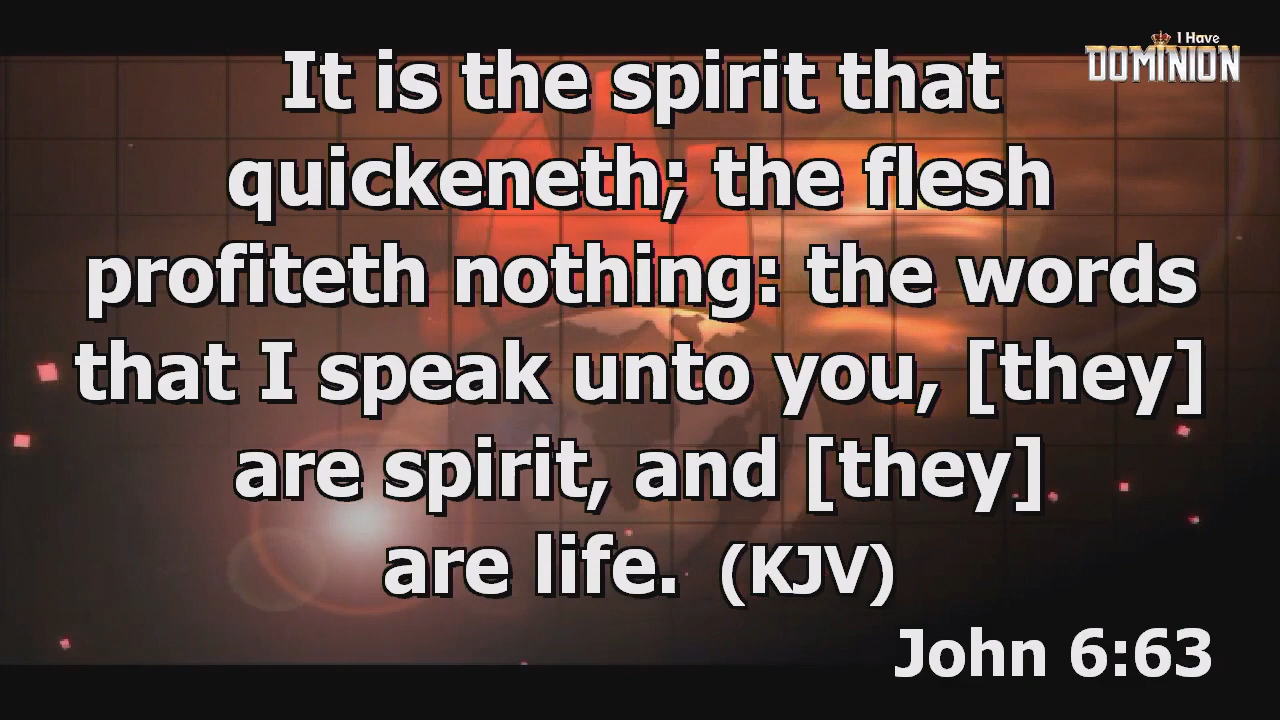 I Have
DOMINION
It is the spirit that
quickeneth; the flesh
profiteth nothing: the words
that I speak unto you, [they]
are spirit, and [they]
are life. (KJV)
John 6:63